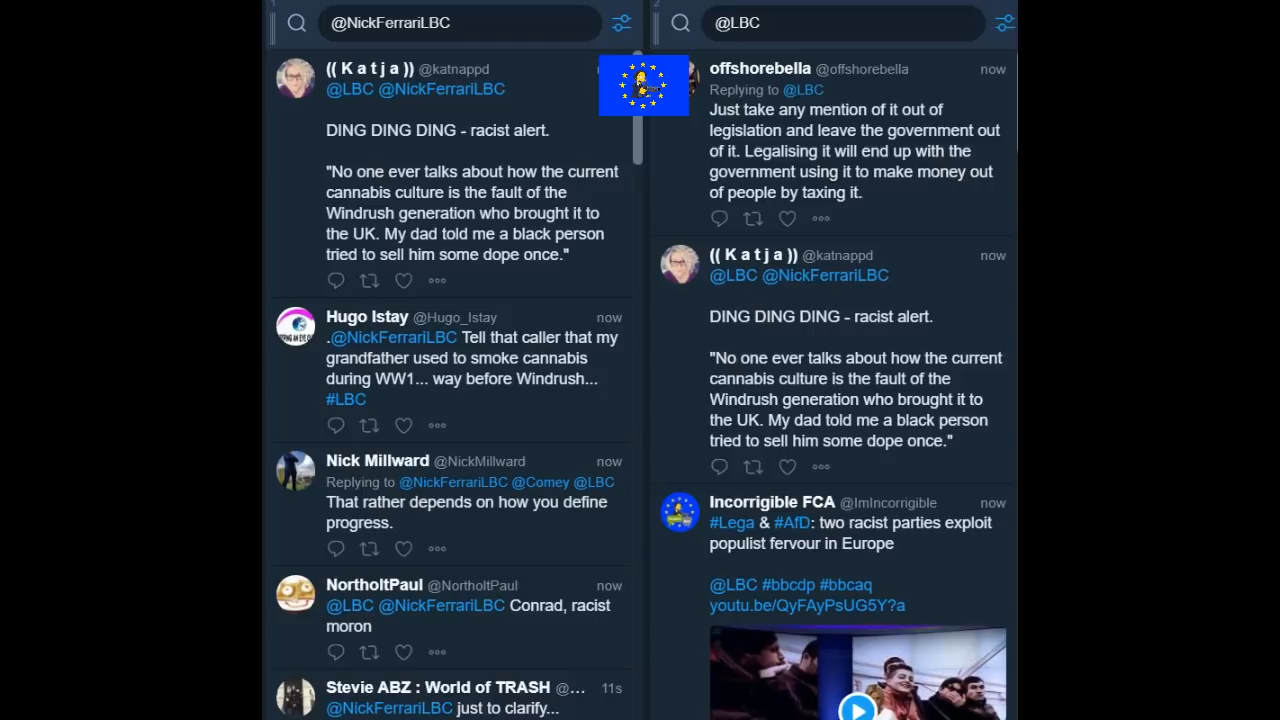 1
@NickFerrariLBC
(( K a t j a )) @katnappd
@LBC @NickFerrariLBC
DING DING DING - racist alert.
"No one ever talks about how the current
cannabis culture is the fault of the
Windrush generation who brought it to
the UK. My dad told me a black person
tried to sell him some dope once."
Hugo Istay @Hugo_Istay now
.@NickFerrariLBC Tell that caller that my
grandfather used to smoke cannabis
during WW1... way before Windrush...
#LBC
Nick Millward @NickMillward now
Replying to @NickFerrariLBC @Comey @LBC
That rather depends on how you define
progress.
NortholtPaul @NortholtPaul now
@LBC @NickFerrariLBC Conrad, racist
moron
Stevie ABZ : World of TRASH @... 11s
@NickFerrariLBC just to clarify...
2
@LBC
offshorebella @offshorebella now
Replying to @LBC
Just take any mention of it out of
legislation and leave the government out
of it. Legalising it will end up with the
government using it to make money out
of people by taxing it.
(( K a t j a )) @katnappd now
@LBC @NickFerrariLBC
DING DING DING - racist alert.
"No one ever talks about how the current
cannabis culture is the fault of the
Windrush generation who brought it to
the UK. My dad told me a black person
tried to sell him some dope once."
Incorrigible FCA @ImIncorrigible now
#Lega & #AfD: two racist parties exploit
populist fervour in Europe
@LBC #bbcdp #bbcaq
youtu.be/QyFAyPsUG5Y?a